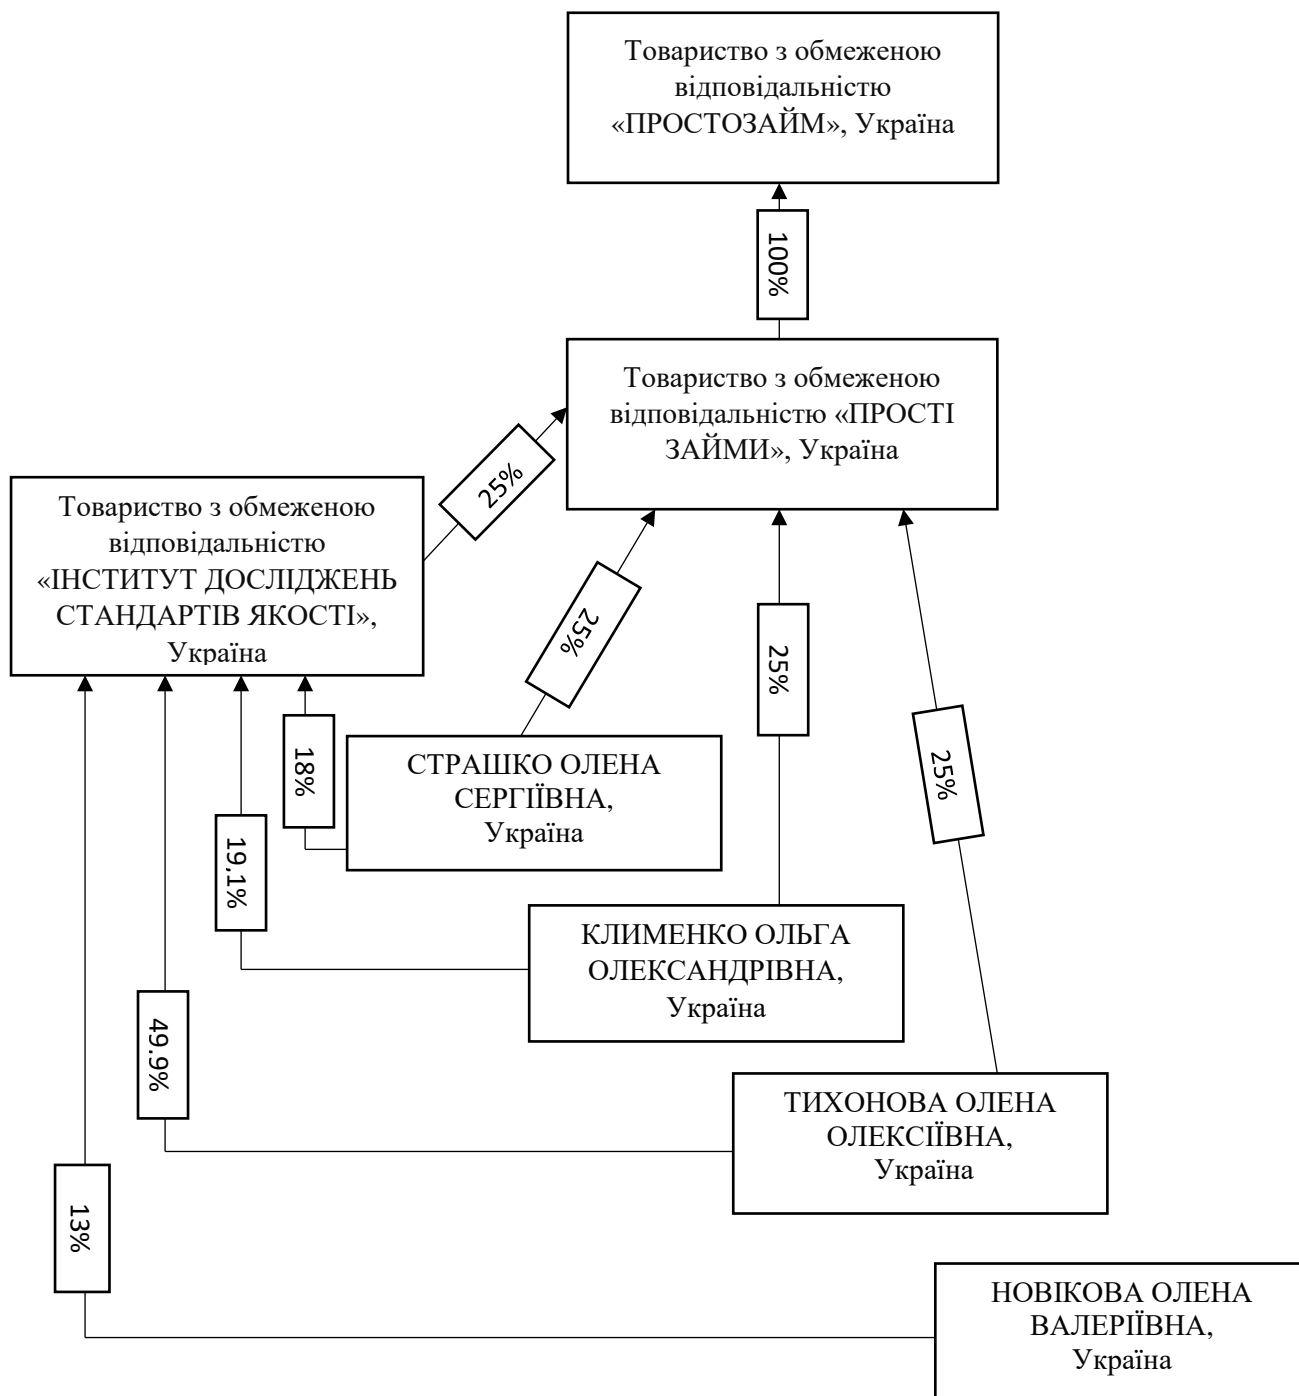 Товариство з обмеженою
відповідальністю
«ПРОСТОЗАЙМ», Україна
100%
Товариство з обмеженою
відповідальністю «ПРОСТІ
ЗАЙМИ», Україна
25%
Товариство з обмеженою
відповідальністю
«ІНСТИТУТ ДОСЛІДЖЕНЬ
СТАНДАРТІВ ЯКОСТІ»,
Україна
25%
25%
25%
18%
СТРАШКО ОЛЕНА
СЕРГІЇВНА,
Україна
19,1%
КЛИМЕНКО ОЛЬГА
ОЛЕКСАНДРІВНА,
Україна
49.9%
ТИХОНОВА ОЛЕНА
ОЛЕКСІЇВНА,
Україна
13%
НОВІКОВА ОЛЕНА
ВАЛЕРІЇВНА,
Україна